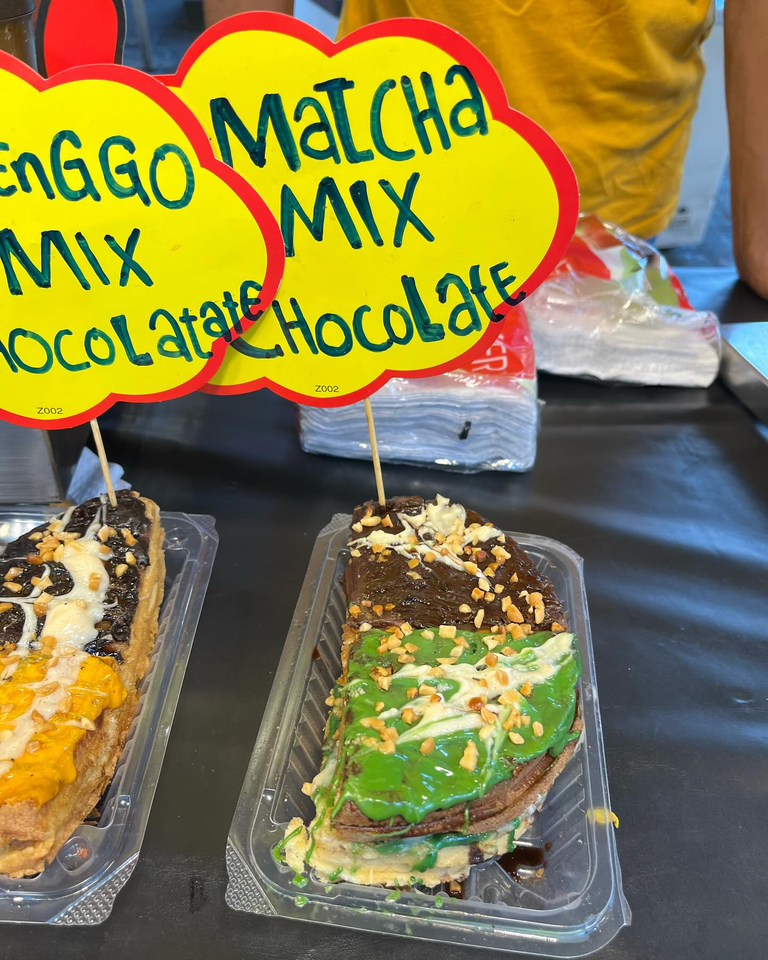 enGGO
MIX
HocoLatate
Z002
MatcHa
MIX
cHocoLate
Z002